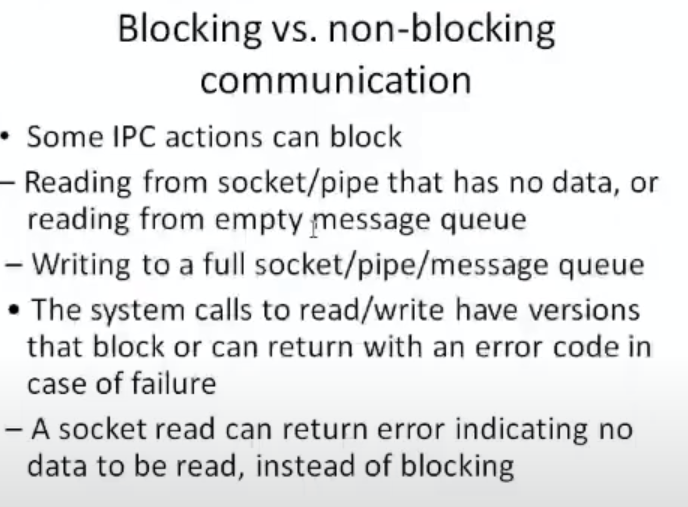 Blocking vs. non-blocking
communication
• Some IPC actions can block
– Reading from socket/pipe that has no data, or
reading from empty message queue
– Writing to a full socket/pipe/message queue
• The system calls to read/write have versions
that block or can return with an error code in
case of failure
– A socket read can return error indicating no
data to be read, instead of blocking